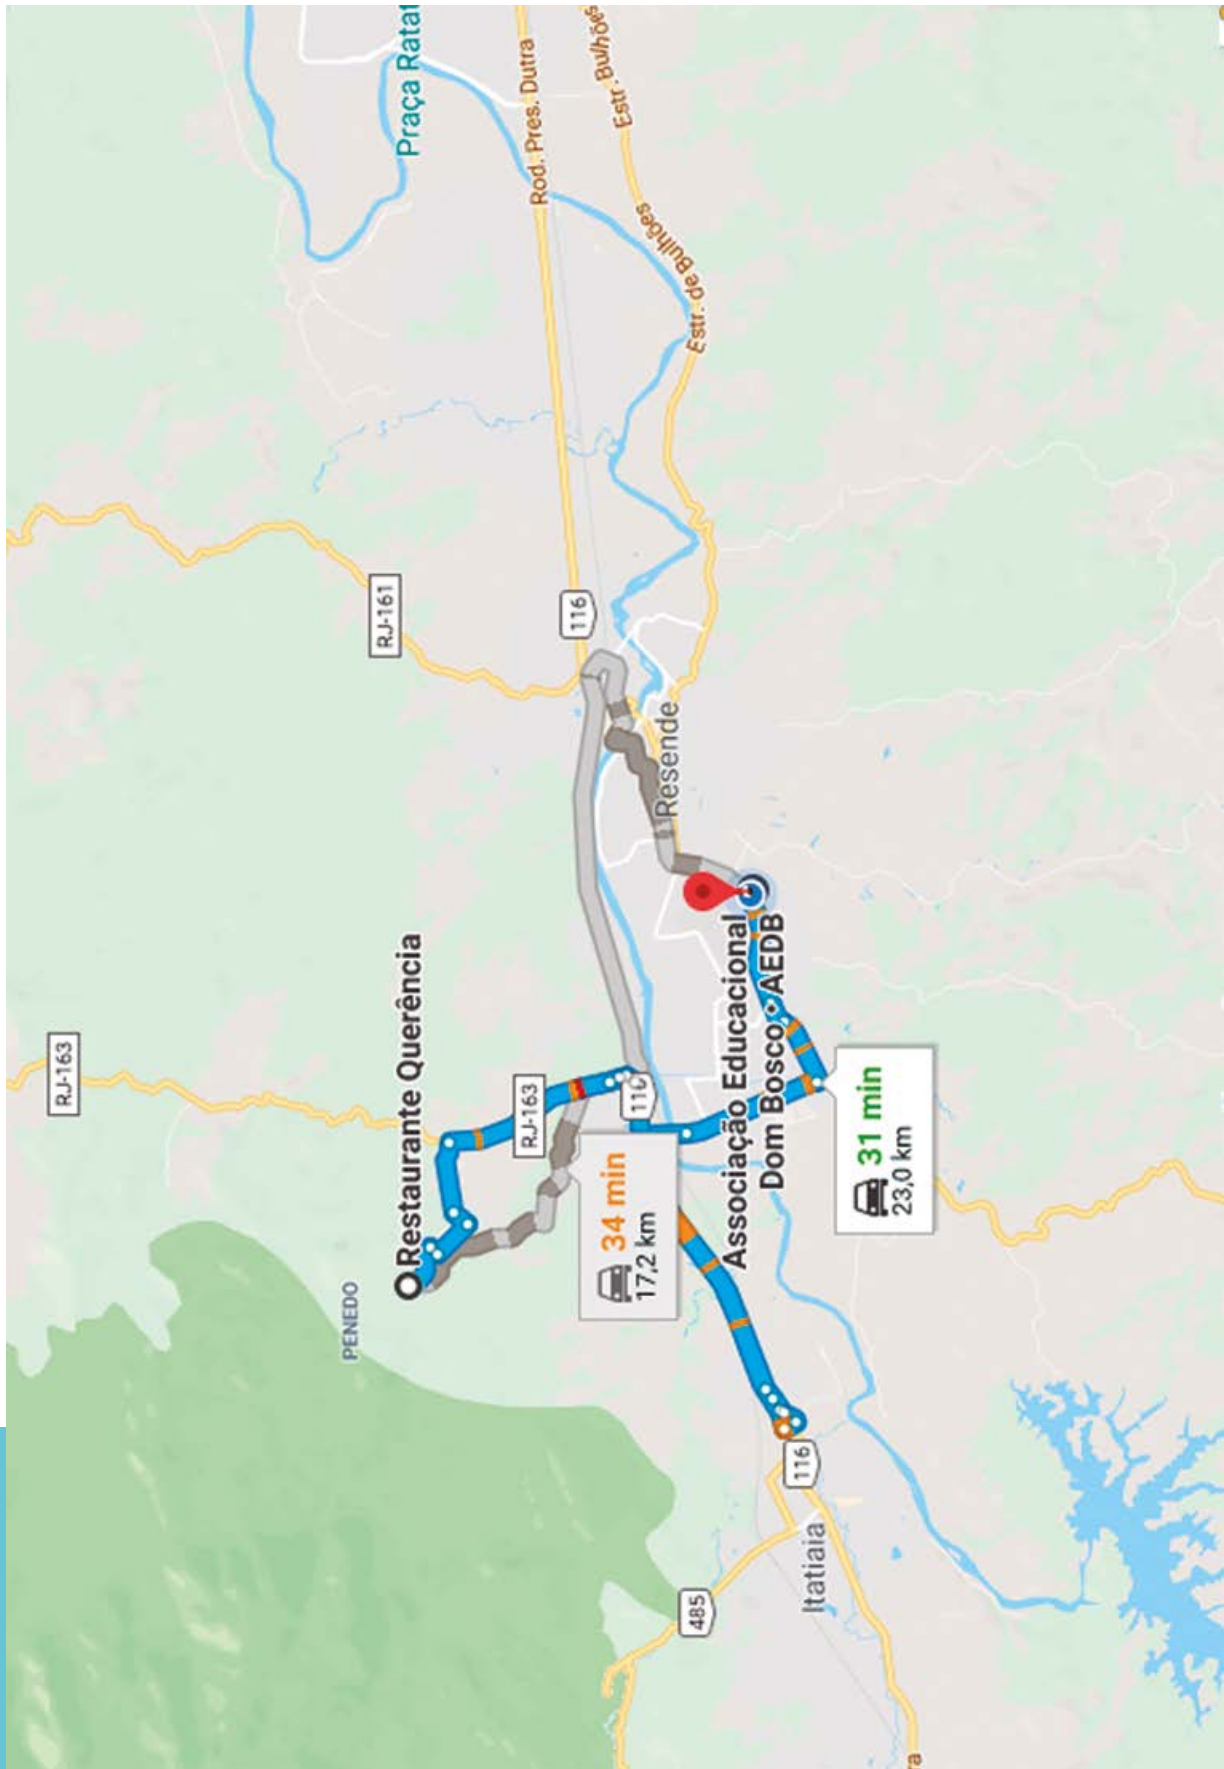 RJ-163
PENEDO
RJ-161
Praça Ratat
Restaurante Querência
RJ-163
Rod. Pres. Dutra
116
Estr. Bulhões
34 min
17,2 km
116
Resende
Estr. de Bulhões
485
Associação Educacional
Dom Bosco • AEDB
116
Itatiaia
31 min
23,0 km
ra